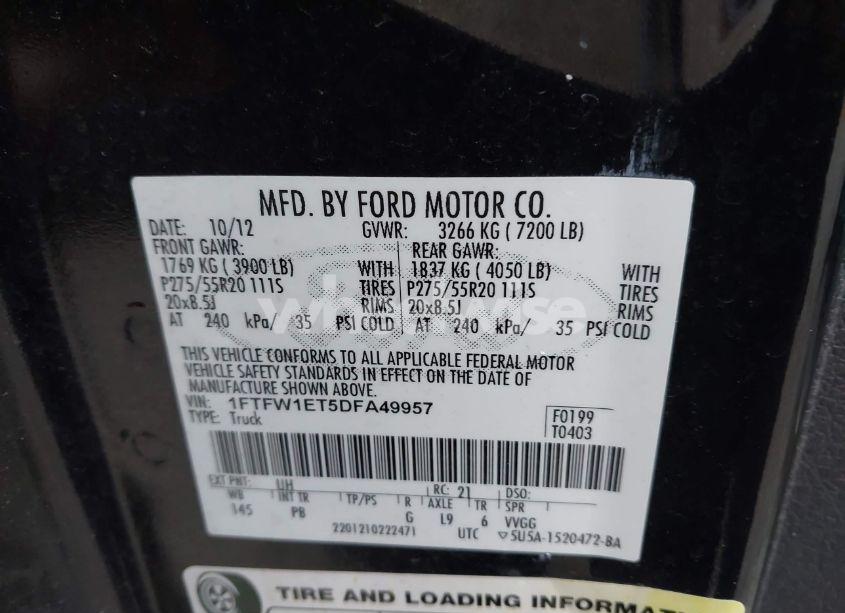 MFD. BY FORD MOTOR CO.
DATE: 10/12 GVWR: 3266 KG ( 7200 LB)
FRONT GAWR: REAR GAWR:
1769 KG ( 3900 LB) WITH 1837 KG ( 4050 LB) WITH
P275/55R20 111S TIRES P275/55R20 111S TIRES
20x8.5J RIMS 20x8.5J RIMS
AT 240 kPa/ 35 PSI COLD AT 240 kPa/ 35 PSI COLD
THIS VEHICLE CONFORMS TO ALL APPLICABLE FEDERAL MOTOR
VEHICLE SAFETY STANDARDS IN EFFECT ON THE DATE OF
MANUFACTURE SHOWN ABOVE.
VIN: 1FTFW1ET5DFA49957
TYPE: Truck
F0199
T0403
EXT PNT: UH RC: 21 DSO:
WB INT TR TP/PS R AXLE TR SPR
145 PB G L9 6 VVGG
2201210222471 UTC ▽5U5A-1520472-BA
TIRE AND LOADING INFORMAT